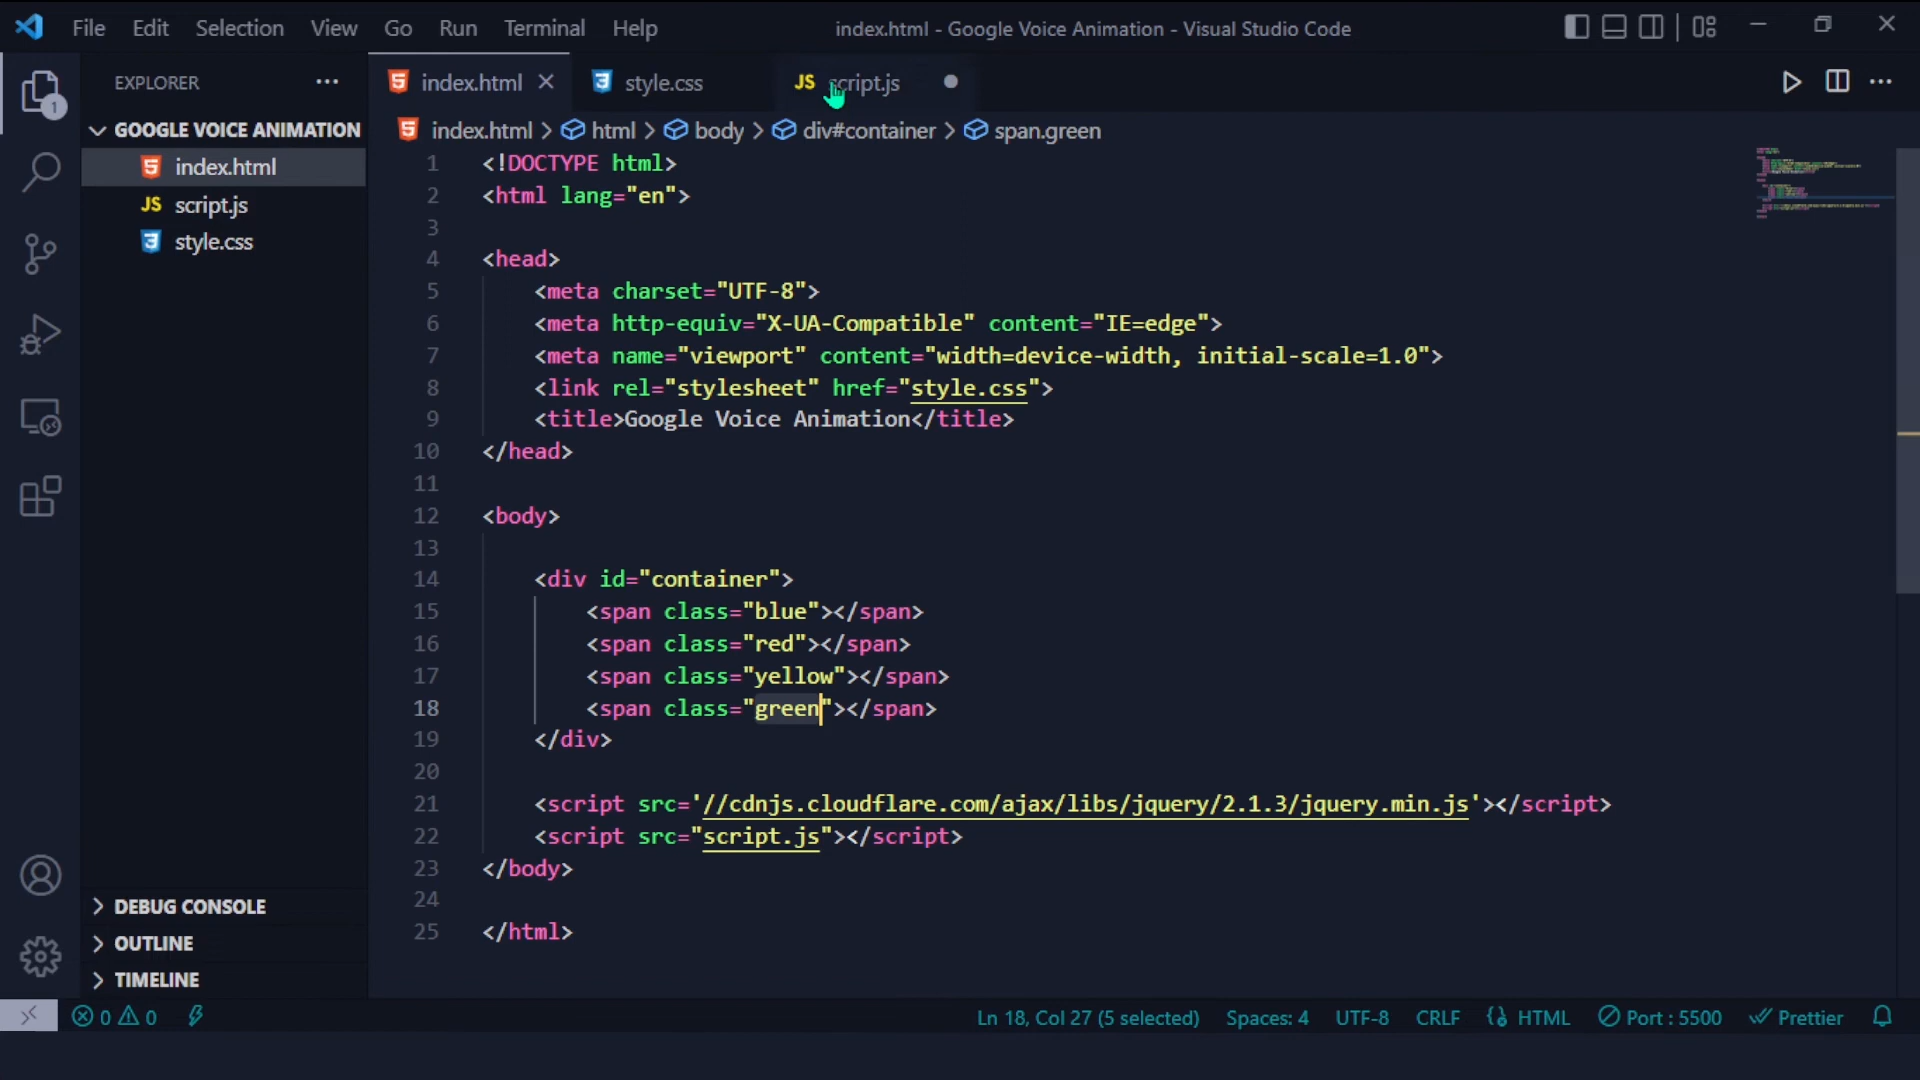 File Edit Selection View Go Run Terminal Help index.html - Google Voice Animation - Visual Studio Code
EXPLORER ··· index.html style.css JS script.js
1
GOOGLE VOICE ANIMATION
index.html
JS script.js
style.css
index.html > html > body > div#container > span.green
1 <!DOCTYPE html>
2 <html lang="en">
3
4 <head>
5 <meta charset="UTF-8">
6 <meta http-equiv="X-UA-Compatible" content="IE=edge">
7 <meta name="viewport" content="width=device-width, initial-scale=1.0">
8 <link rel="stylesheet" href="style.css">
9 <title>Google Voice Animation</title>
10 </head>
11
12 <body>
13
14 <div id="container">
15 <span class="blue"></span>
16 <span class="red"></span>
17 <span class="yellow"></span>
18 <span class="green"></span>
19 </div>
20
21 <script src='//cdnjs.cloudflare.com/ajax/libs/jquery/2.1.3/jquery.min.js'></script>
22 <script src="script.js"></script>
23 </body>
24
25 </html>
DEBUG CONSOLE
OUTLINE
TIMELINE
0 0 Ln 18, Col 27 (5 selected) Spaces: 4 UTF-8 CRLF HTML Port : 5500 Prettier